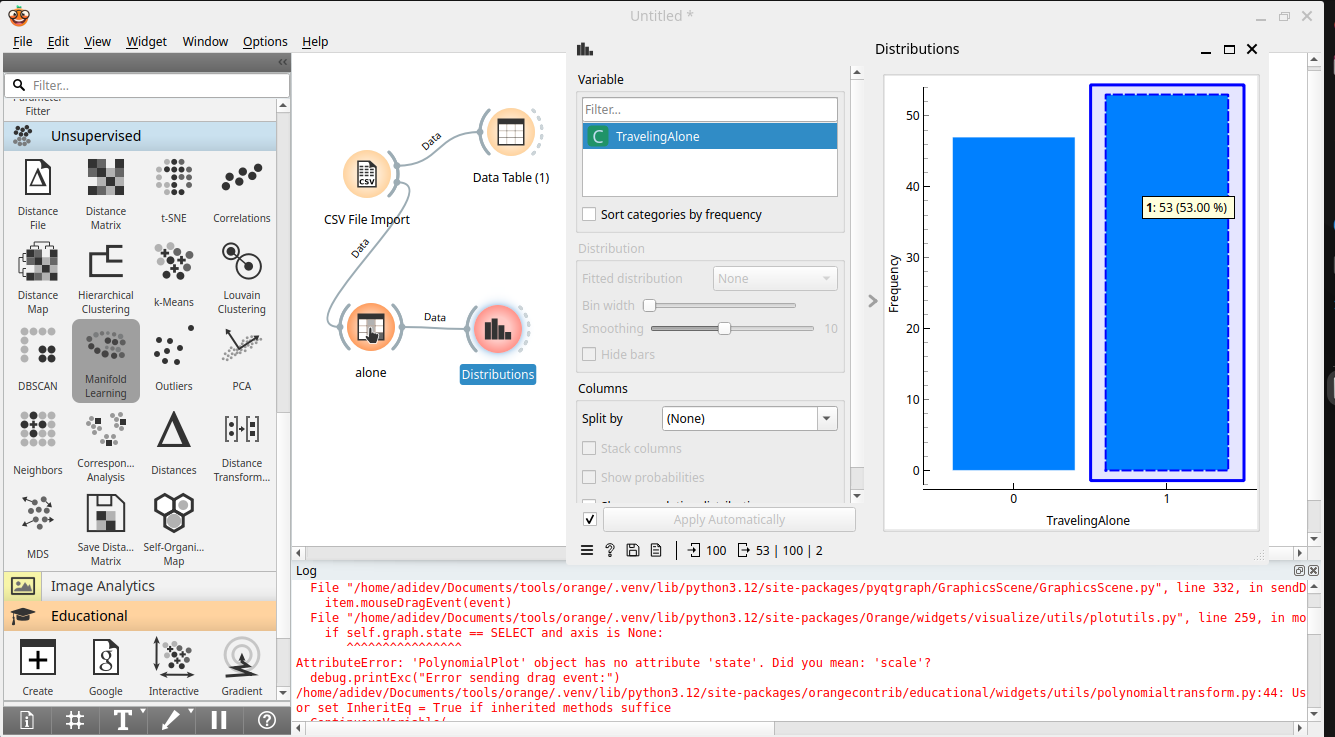 Untitled *
File Edit View Widget Window Options Help
Filter...
Parameter
Fitter
Unsupervised
Distance
File
Distance
Matrix
t-SNE
Correlations
Distance
Map
Hierarchical
Clustering
k-Means
Louvain
Clustering
DBSCAN
Manifold
Learning
Outliers
PCA
Neighbors
Correspon...
Analysis
Distances
Distance
Transform...
MDS
Save Dista...
Matrix
Self-Organi...
Map
Image Analytics
Educational
Create
Google
Interactive
Gradient
CSV
CSV File Import
Data
Data Table (1)
Data
alone
Data
Distributions
Distributions
Variable
Filter...
C TravelingAlone
Sort categories by frequency
Distribution
Fitted distribution None
Bin width
Smoothing 10
Hide bars
Columns
Split by (None)
Stack columns
Show probabilities
Apply Automatically
100 53 | 100 | 2
Frequency
50
40
30
20
10
0
1: 53 (53.00 %)
0 1
TravelingAlone
Log
File "/home/adidev/Documents/tools/orange/.venv/lib/python3.12/site-packages/pyqtgraph/GraphicsScene/GraphicsScene.py", line 332, in sendD
item.mouseDragEvent(event)
File "/home/adidev/Documents/tools/orange/.venv/lib/python3.12/site-packages/Orange/widgets/visualize/utils/plotutils.py", line 259, in mo
if self.graph.state == SELECT and axis is None:
^^^^^^^^^^^^^^^^
AttributeError: 'PolynomialPlot' object has no attribute 'state'. Did you mean: 'scale'?
debug.printExc("Error sending drag event:")
/home/adidev/Documents/tools/orange/.venv/lib/python3.12/site-packages/orangecontrib/educational/widgets/utils/polynomialtransform.py:44: Us
or set InheritEq = True if inherited methods suffice
ContinuousVariable(